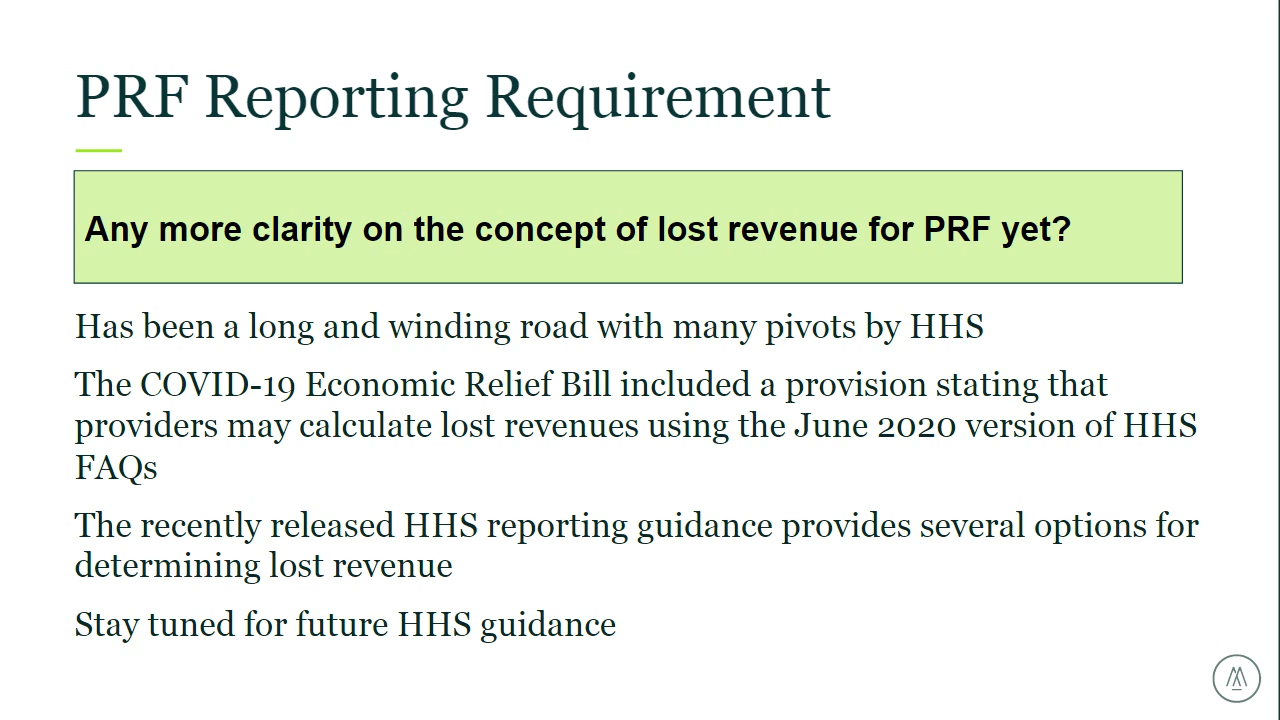 PRF Reporting Requirement
Any more clarity on the concept of lost revenue for PRF yet?
Has been a long and winding road with many pivots by HHS
The COVID-19 Economic Relief Bill included a provision stating that
providers may calculate lost revenues using the June 2020 version of HHS
FAQs
The recently released HHS reporting guidance provides several options for
determining lost revenue
Stay tuned for future HHS guidance